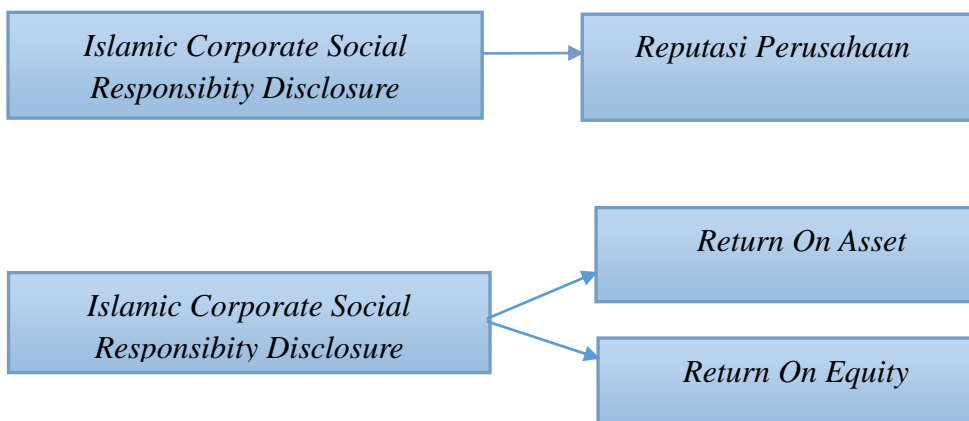 Islamic Corporate Social
Responsibity Disclosure
Reputasi Perusahaan
Return On Asset
Islamic Corporate Social
Responsibity Disclosure
Return On Equity